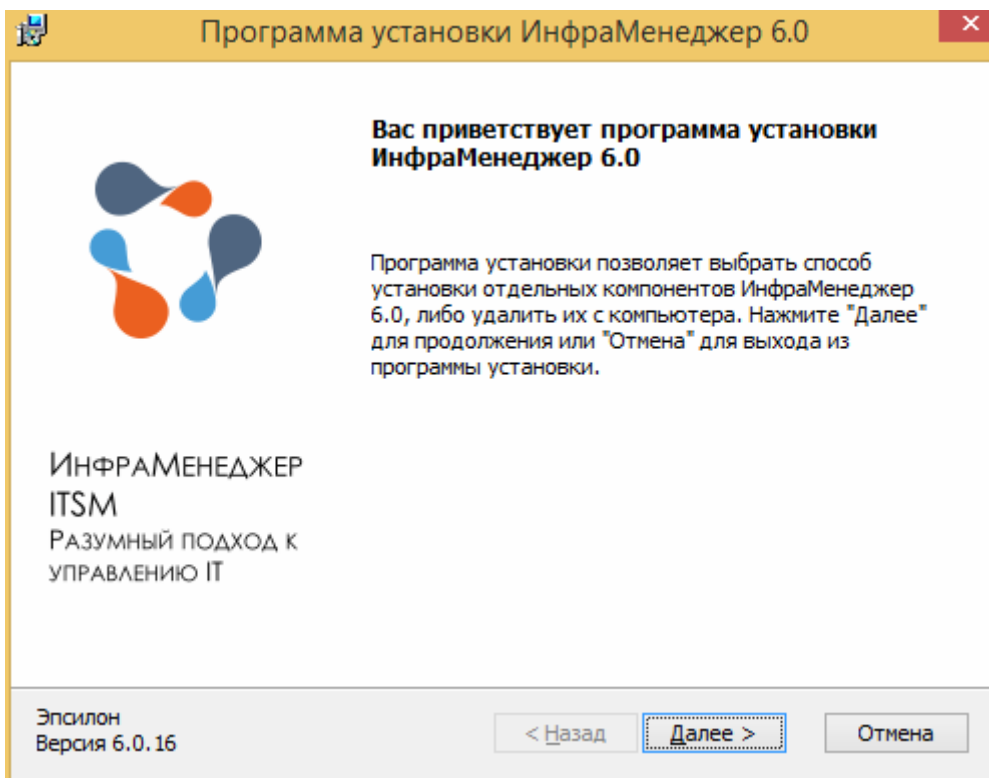 Программа установки ИнфраМенеджер 6.0
Вас приветствует программа установки
ИнфраМенеджер 6.0
Программа установки позволяет выбрать способ
установки отдельных компонентов ИнфраМенеджер
6.0, либо удалить их с компьютера. Нажмите "Далее"
для продолжения или "Отмена" для выхода из
программы установки.
ИнфраМенеджер
ITSM
Разумный подход к
управлению IT
Эпсилон
Версия 6.0.16
< Назад
Далее >
Отмена